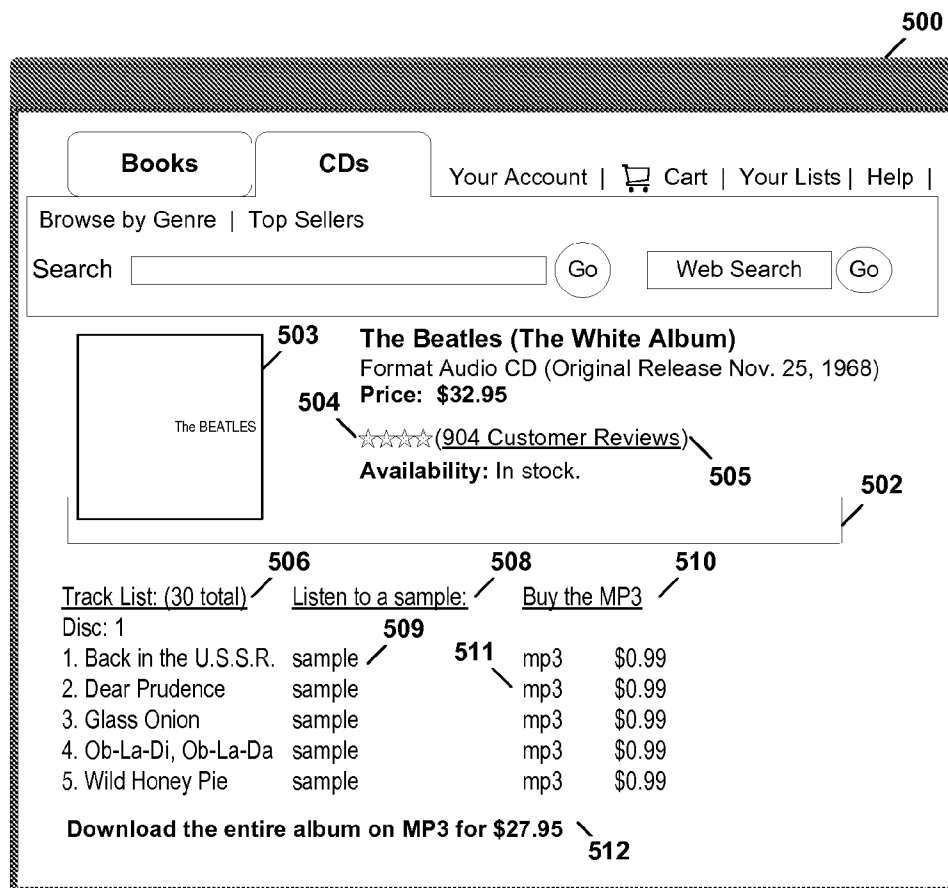 500
Books CDs Your Account | Cart | Your Lists | Help |
Browse by Genre | Top Sellers
Search Go Web Search Go
503 The Beatles (The White Album)
Format Audio CD (Original Release Nov. 25, 1968)
504 Price: $32.95
The BEATLES ☆☆☆☆(904 Customer Reviews)
Availability: In stock. 505
502
506 508 510
Track List: (30 total) Listen to a sample: Buy the MP3
Disc: 1 509
1. Back in the U.S.S.R. sample 511 mp3 $0.99
2. Dear Prudence sample mp3 $0.99
3. Glass Onion sample mp3 $0.99
4. Ob-La-Di, Ob-La-Da sample mp3 $0.99
5. Wild Honey Pie sample mp3 $0.99
Download the entire album on MP3 for $27.95
512